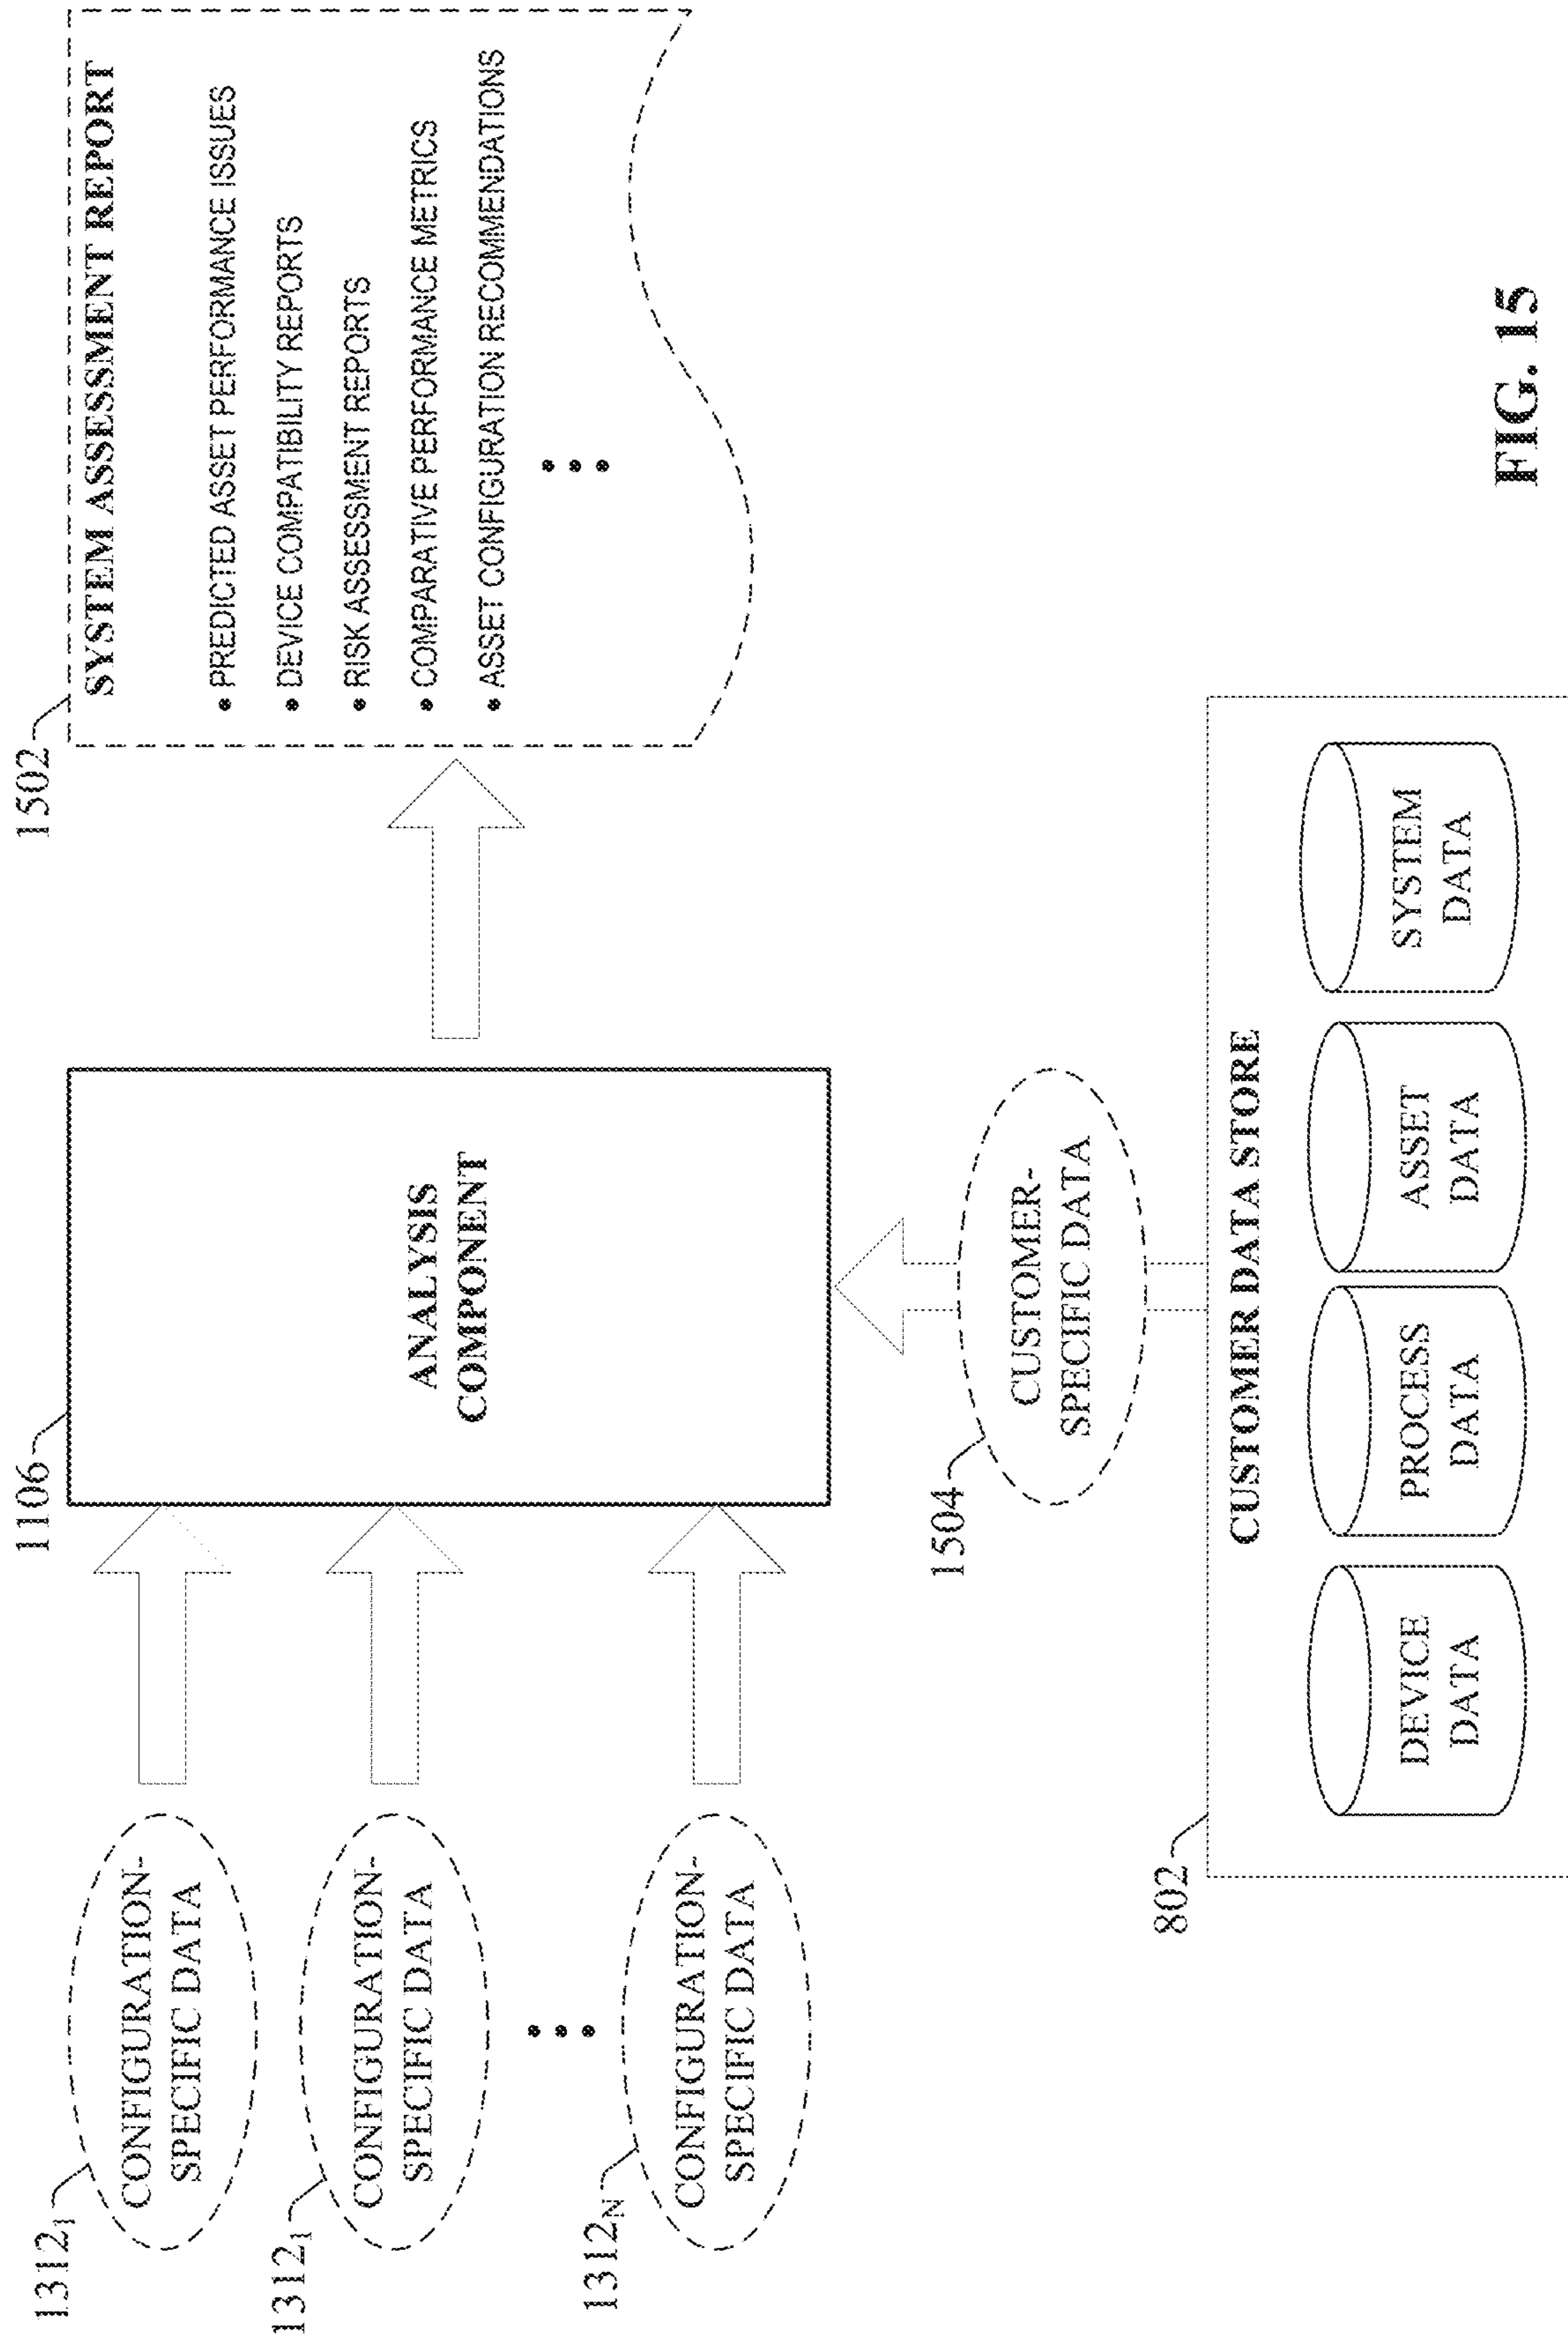 1502
SYSTEM ASSESSMENT REPORT
• PREDICTED ASSET PERFORMANCE ISSUES
• DEVICE COMPATIBILITY REPORTS
• RISK ASSESSMENT REPORTS
• COMPARATIVE PERFORMANCE METRICS
• ASSET CONFIGURATION RECOMMENDATIONS
1106
ANALYSIS
COMPONENT
1312₁
CONFIGURATION-
SPECIFIC DATA
1312₁
CONFIGURATION-
SPECIFIC DATA
1312N
CONFIGURATION-
SPECIFIC DATA
1504
CUSTOMER-
SPECIFIC DATA
802
CUSTOMER DATA STORE
DEVICE
DATA
PROCESS
DATA
ASSET
DATA
SYSTEM
DATA
FIG. 15